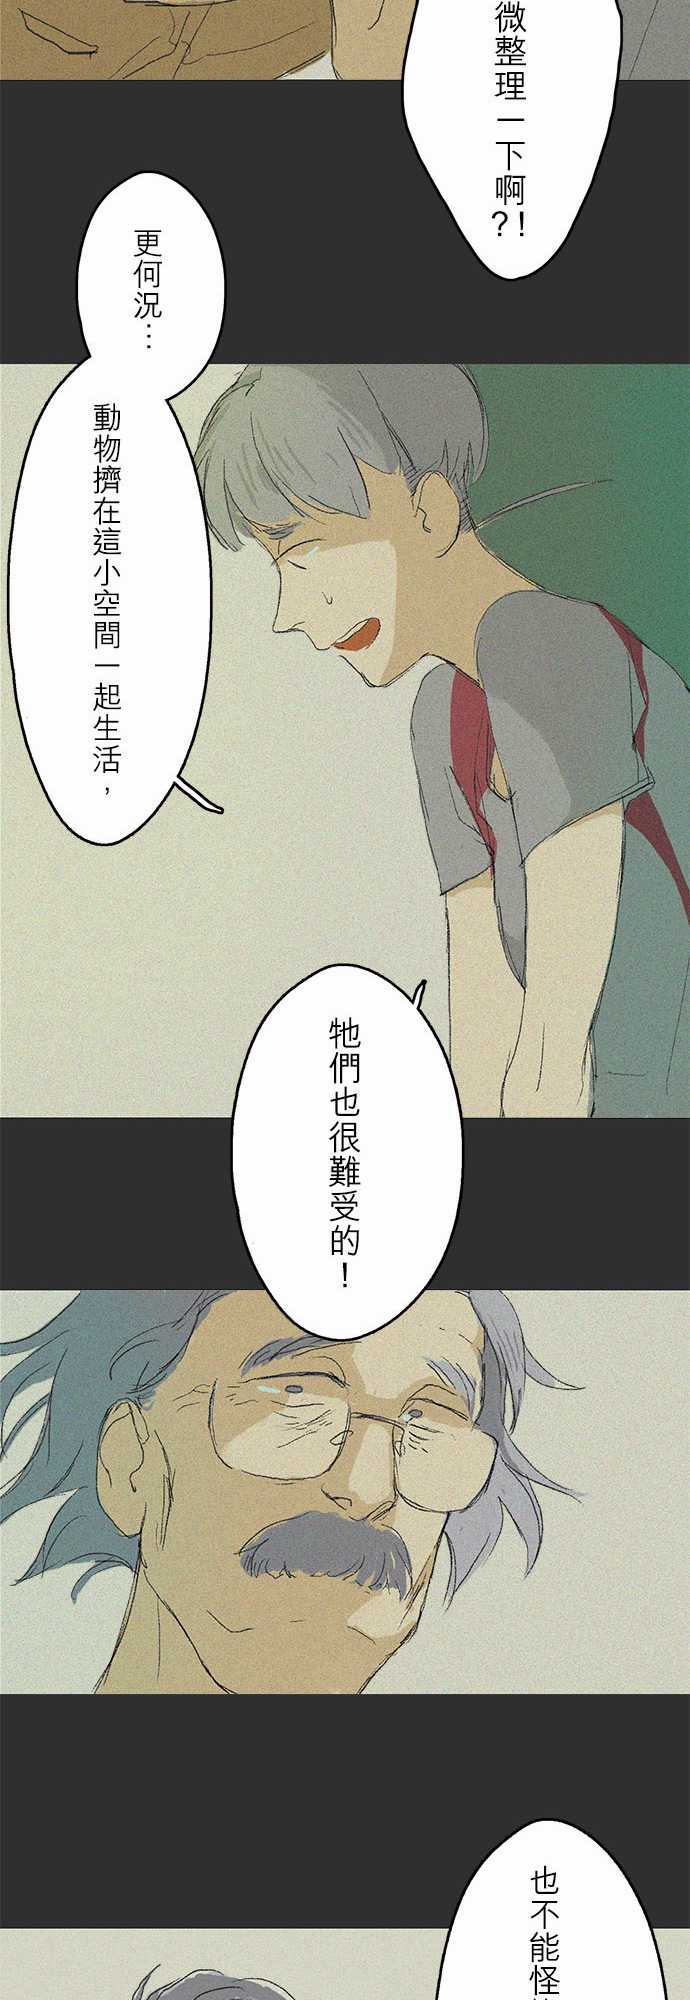 微整理一下啊?!
更何況…
動物擠在這小空間一起生活，
牠們也很難受的！
也不能怪